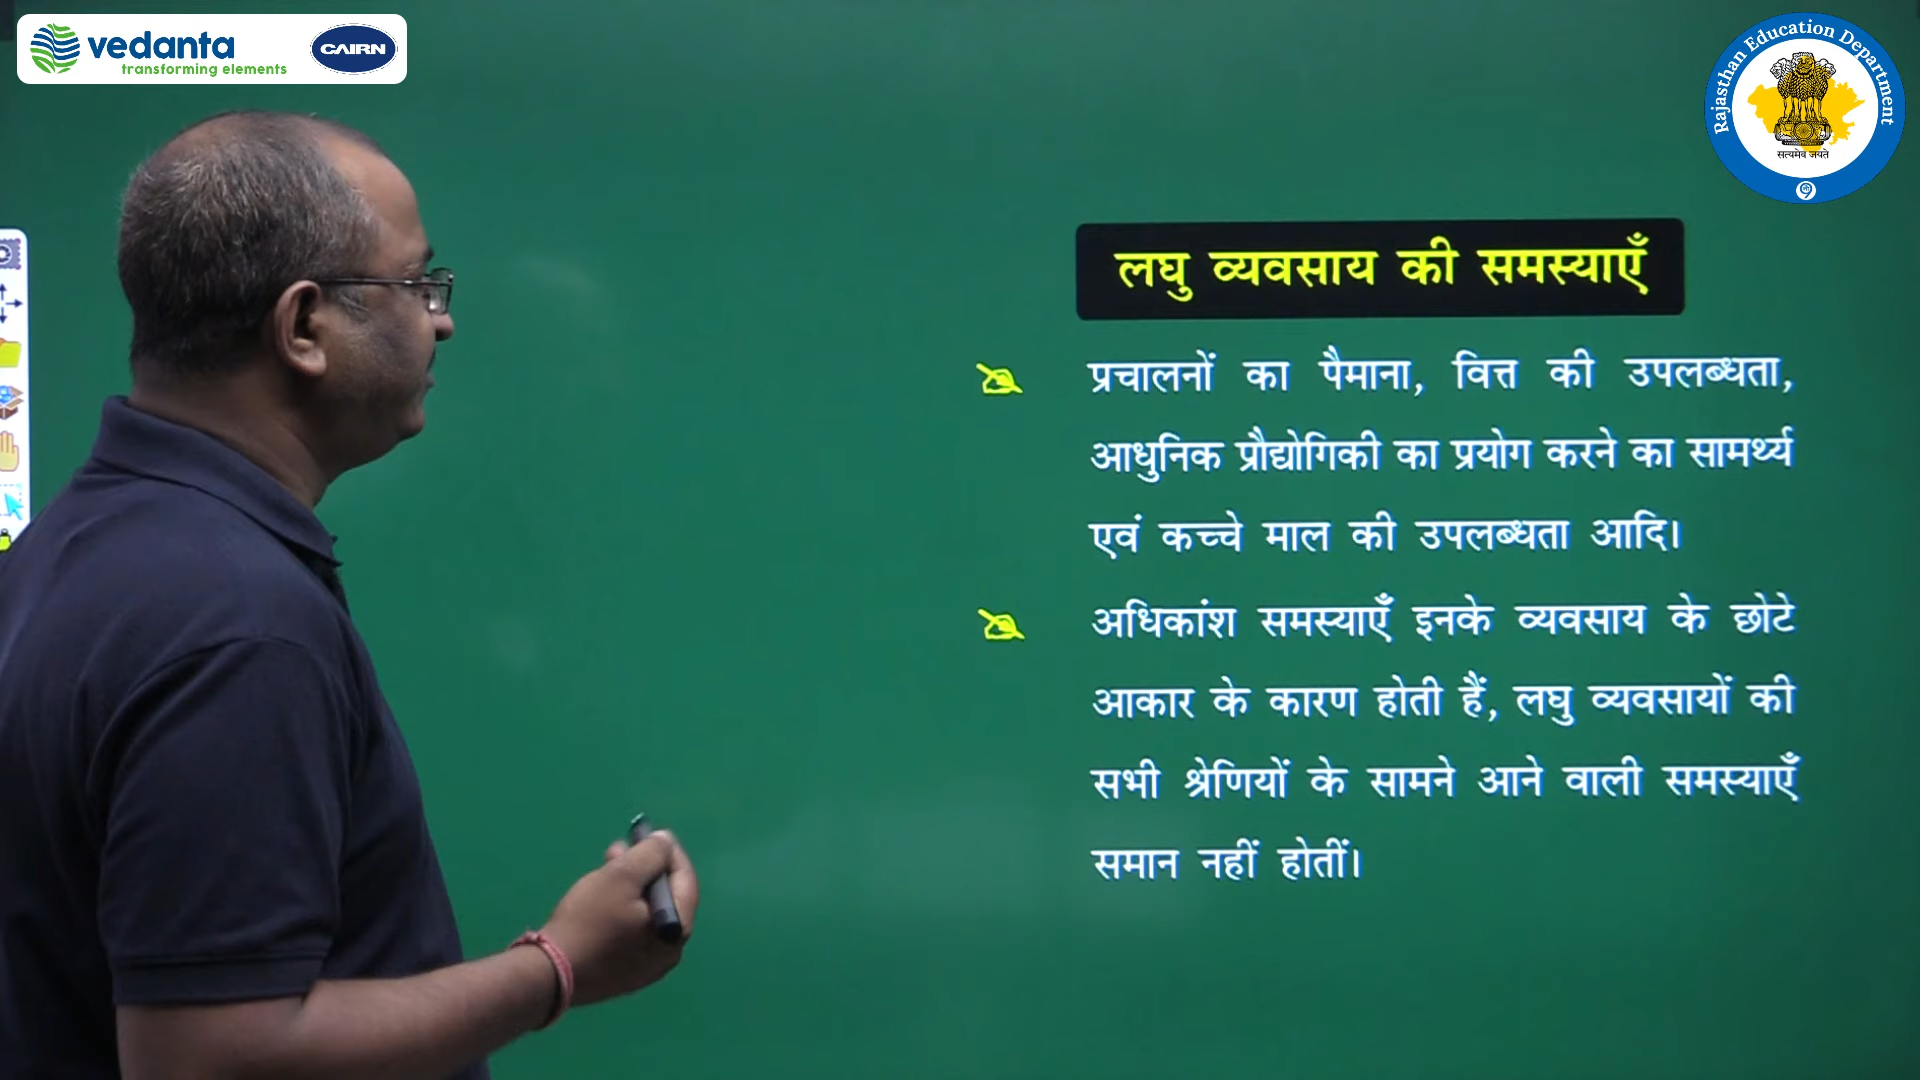 vedanta
transforming elements
CAIRN
Rajasthan Education Department
सत्यमेव जयते
लघु व्यवसाय की समस्याएँ
प्रचालनों का पैमाना, वित्त की उपलब्धता,
आधुनिक प्रौद्योगिकी का प्रयोग करने का सामर्थ्य
एवं कच्चे माल की उपलब्धता आदि।
अधिकांश समस्याएँ इनके व्यवसाय के छोटे
आकार के कारण होती हैं, लघु व्यवसायों की
सभी श्रेणियों के सामने आने वाली समस्याएँ
समान नहीं होतीं।